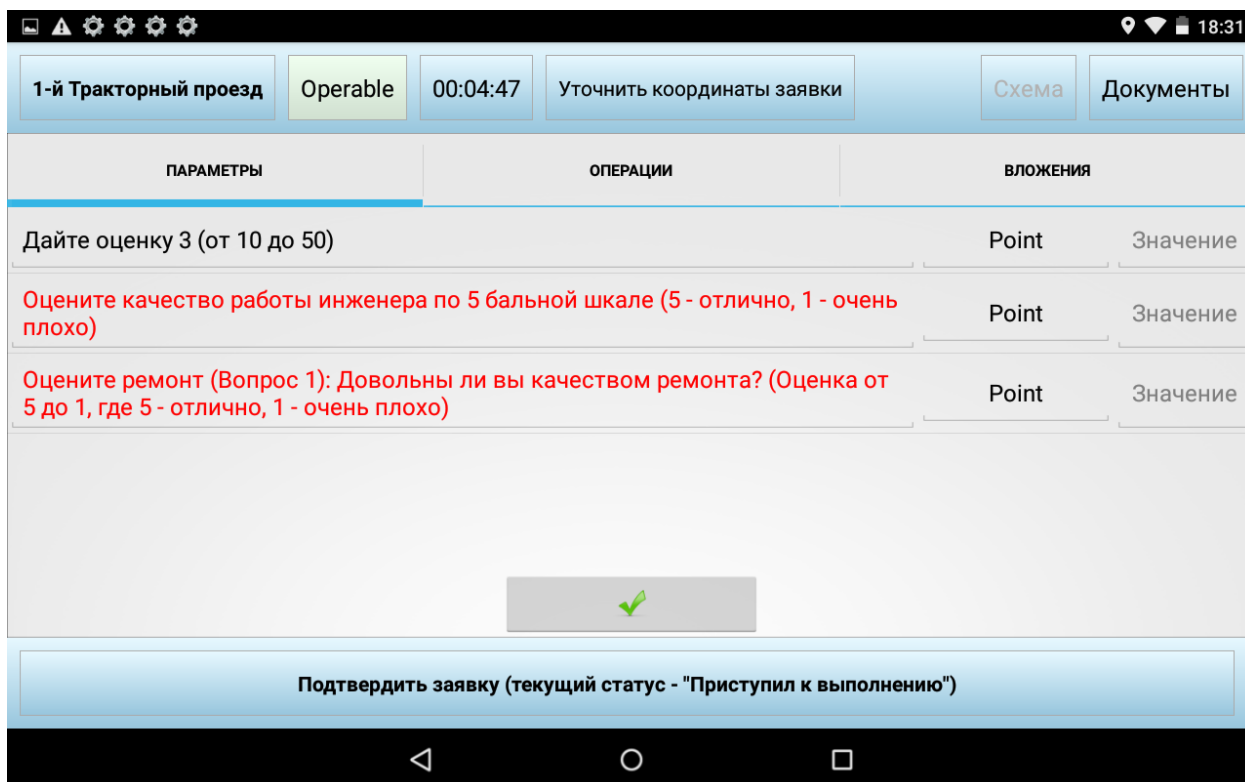 18:31
1-й Тракторный проезд
Operable
00:04:47
Уточнить координаты заявки
Схема
Документы
ПАРАМЕТРЫ
ОПЕРАЦИИ
ВЛОЖЕНИЯ
Дайте оценку 3 (от 10 до 50)
Point
Значение
Оцените качество работы инженера по 5 бальной шкале (5 - отлично, 1 - очень
плохо)
Point
Значение
Оцените ремонт (Вопрос 1): Довольны ли вы качеством ремонта? (Оценка от
5 до 1, где 5 - отлично, 1 - очень плохо)
Point
Значение
Подтвердить заявку (текущий статус - "Приступил к выполнению")